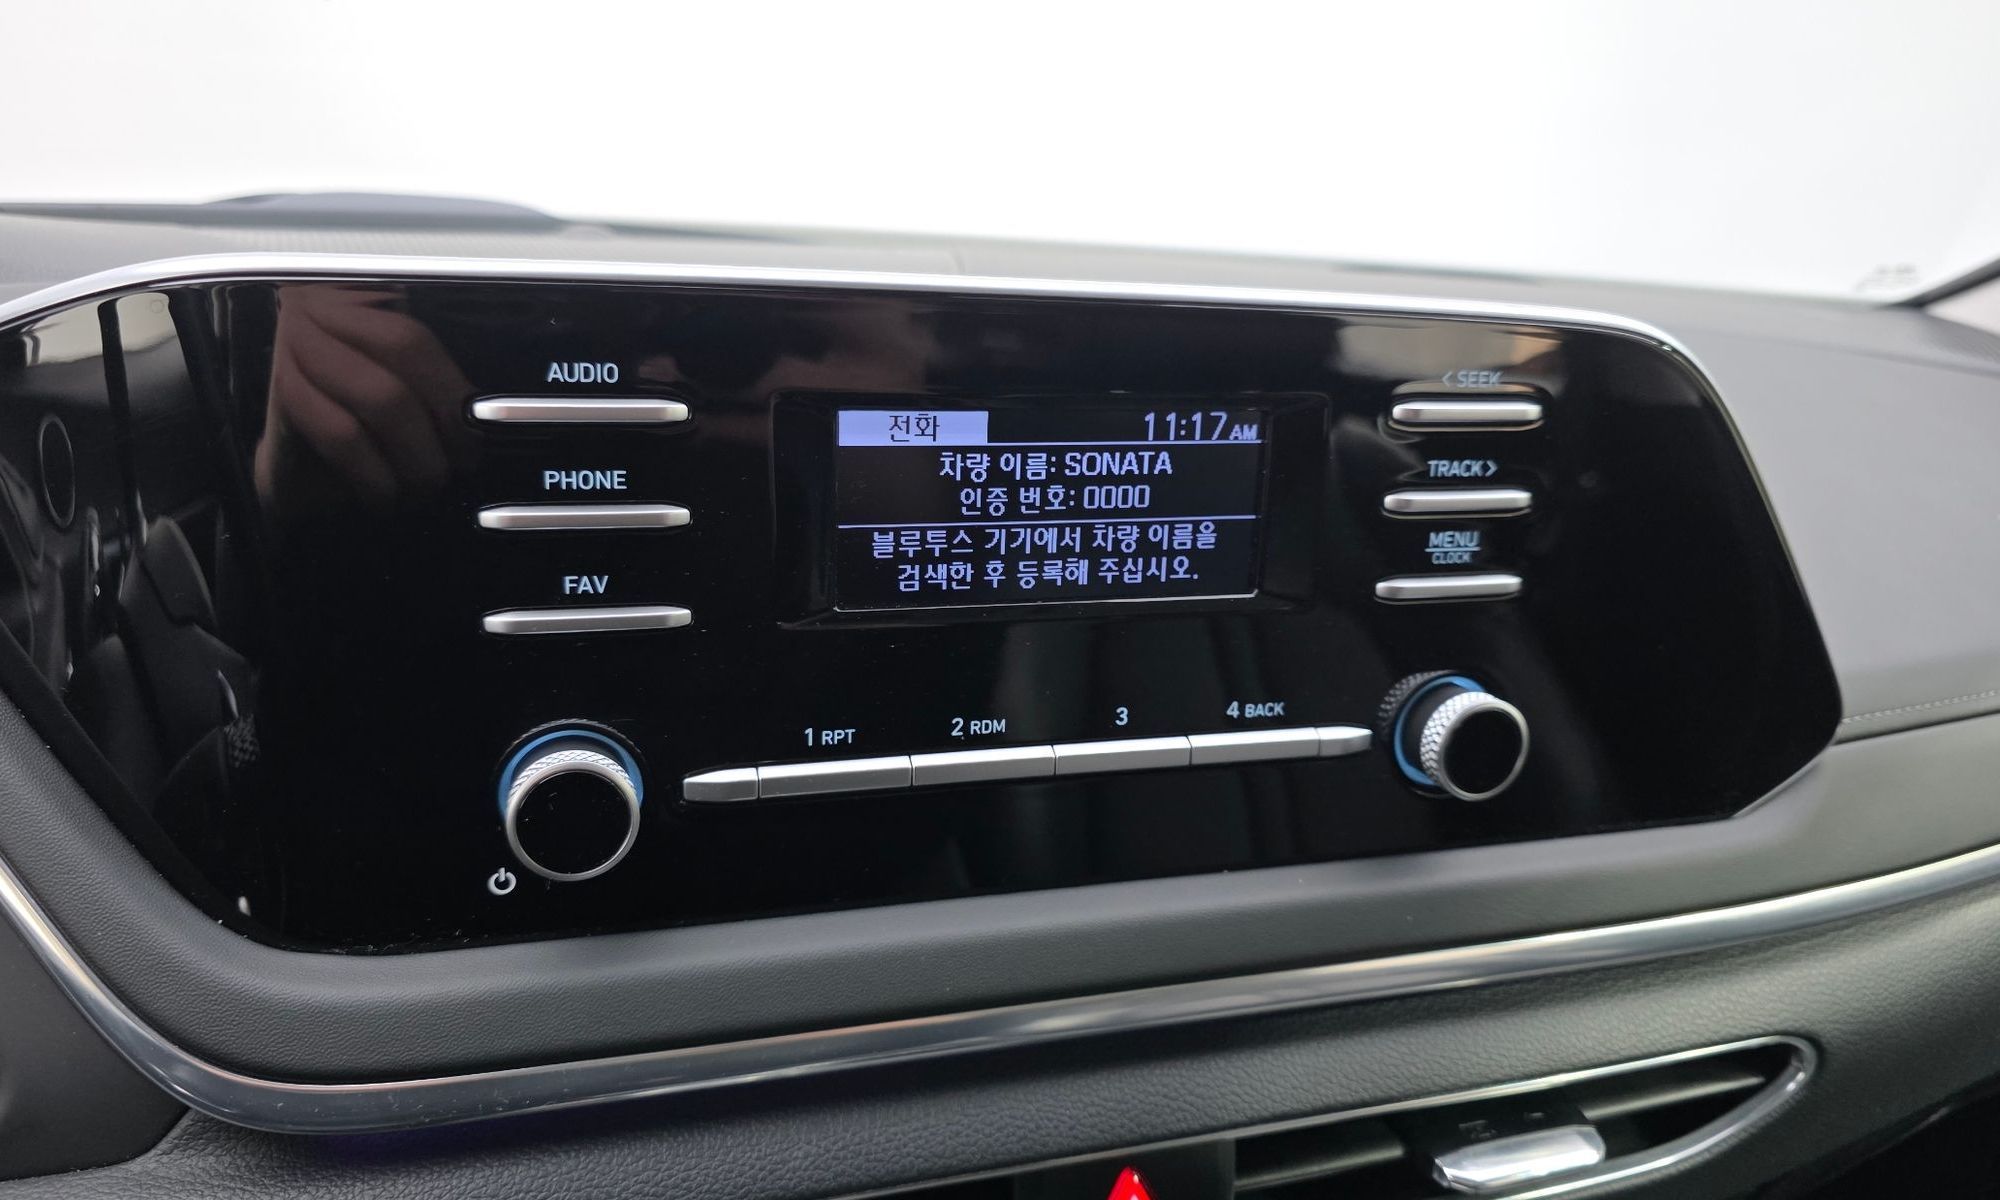 AUDIO
PHONE
FAV
전화 11:17 AM
차량 이름: SONATA
인증 번호: 0000
블루투스 기기에서 차량 이름을
검색한 후 등록해 주십시오.
< SEEK
TRACK >
MENU
CLOCK
1 RPT
2 RDM
3
4 BACK